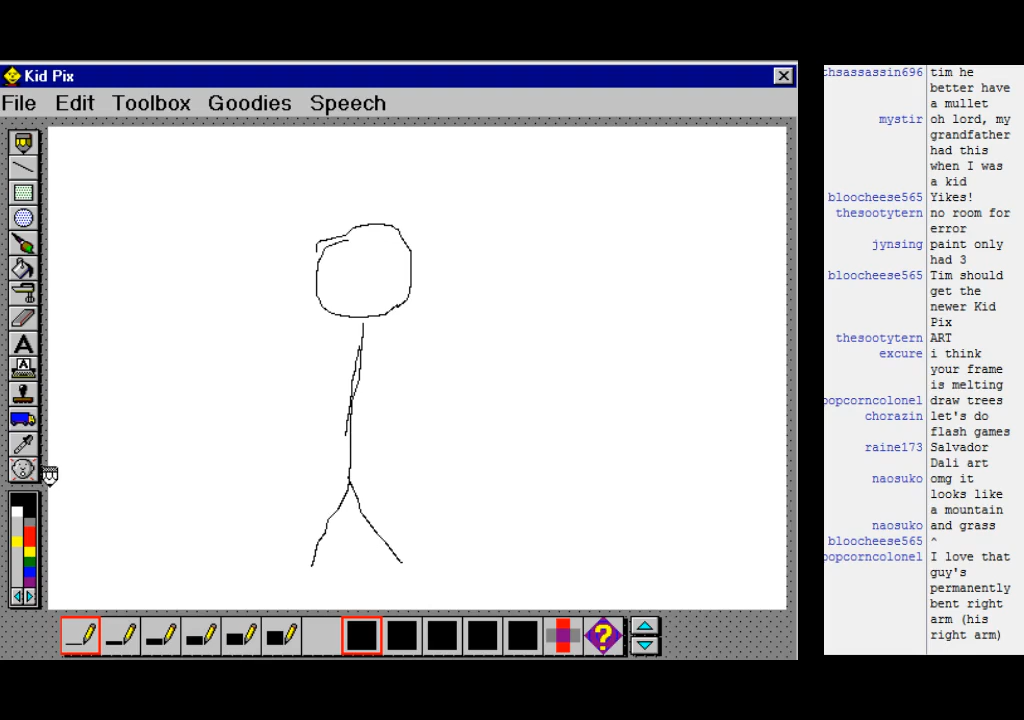 Kid Pix
File Edit Toolbox Goodies Speech
A
A
?
thsassassin696 tim he
better have
a mullet
mystir oh lord, my
grandfather
had this
when I was
a kid
bloocheese565 Yikes!
thesootytern no room for
error
jynsing paint only
had 3
bloocheese565 Tim should
get the
newer Kid
Pix
thesootytern ART
excure i think
your frame
is melting
popcorncolonel draw trees
chorazin let's do
flash games
raine173 Salvador
Dali art
naosuko omg it
looks like
a mountain
naosuko and grass
bloocheese565 ^
popcorncolonel I love that
guy's
permanently
bent right
arm (his
right arm)